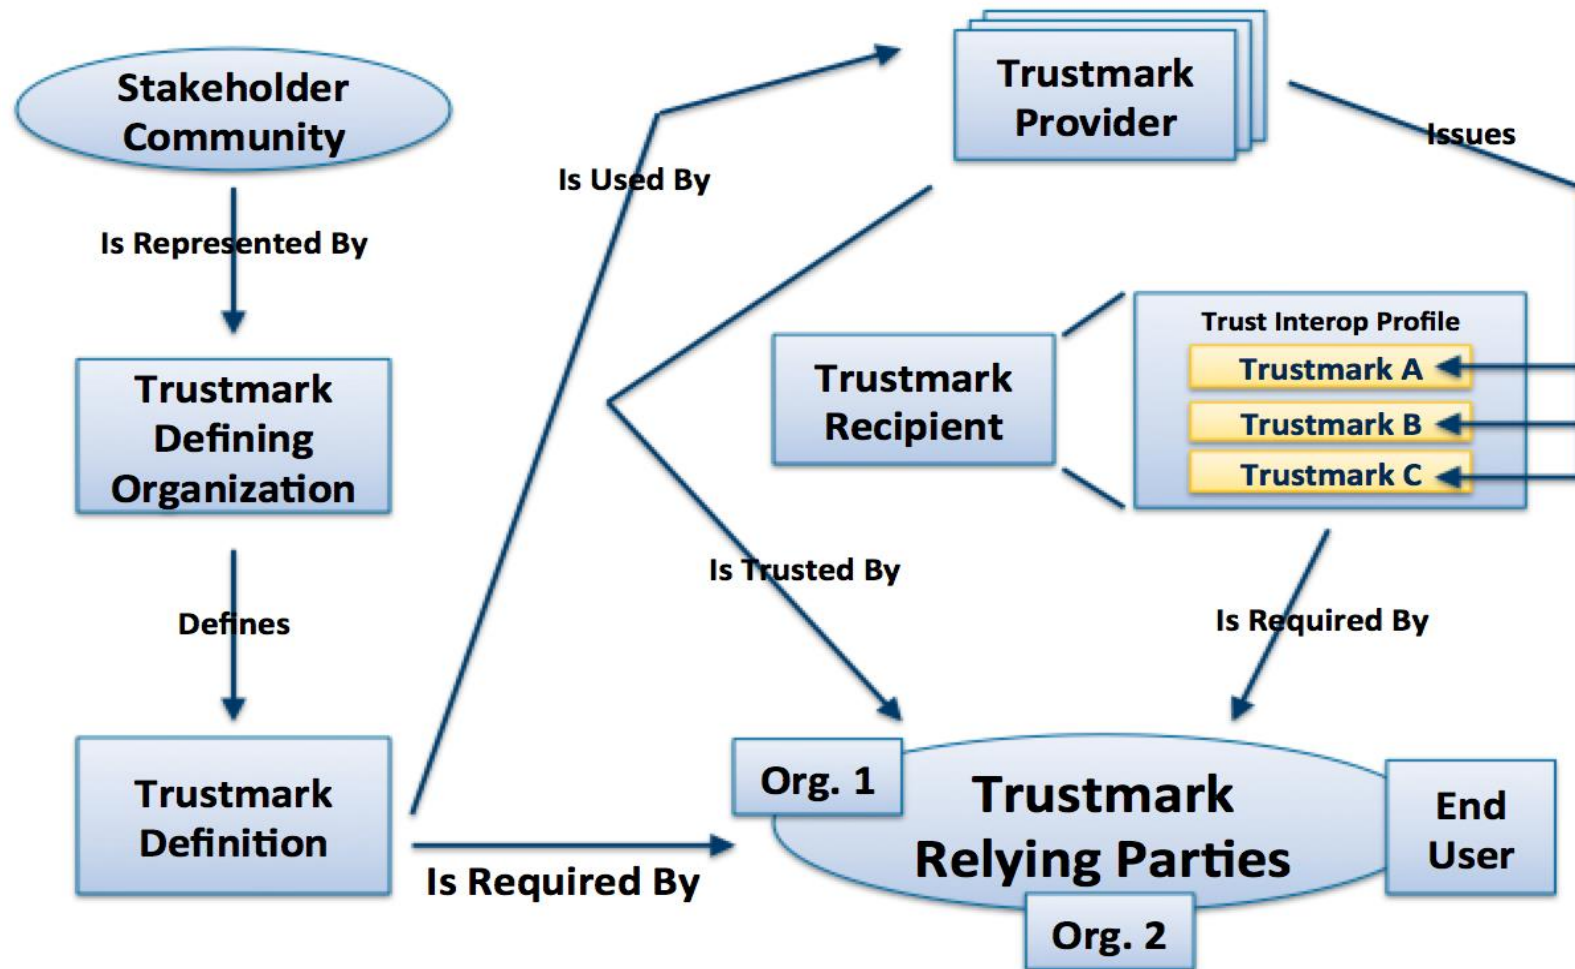 Stakeholder
Community
Is Represented By
Trustmark
Defining
Organization
Defines
Trustmark
Definition
Is Used By
Is Required By
Trustmark
Provider
Issues
Trustmark
Recipient
Trust Interop Profile
Trustmark A
Trustmark B
Trustmark C
Is Trusted By
Is Required By
Org. 1
Trustmark
Relying Parties
End
User
Org. 2